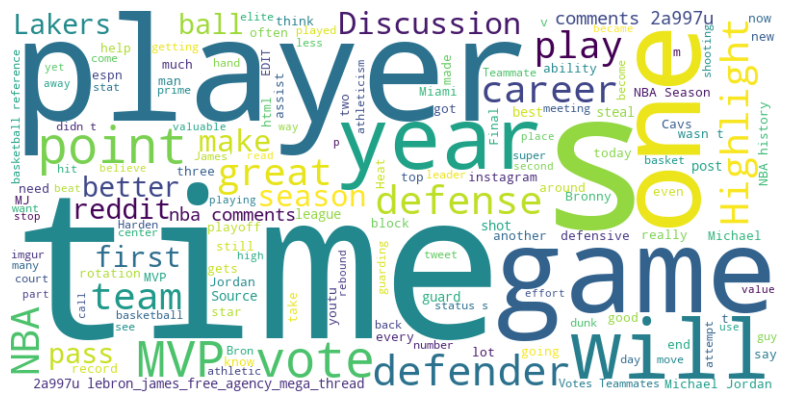 Lakers
ball
often
think
elite
getting
played
less
v
comments 2a997u
became
now
new
yet
come
help
hand
EDIT
Discussion
play
ability
Teammate
become
m
shooting
away
espn
stat
much
man
prime
html
assist
athleticism
two
Miami
made
got
career
NBA Season
player
one
Highlight
basketball reference
didn t
valuable
way
p
best
meeting
steal
Cavs
wasn t
NBA history
point
make
James
read
year
Final
place
super
second
today
basket
post
S
hit
beat
believe
three
great
Heat
leader
top
instagram
around
even
need
want
MJ
stop
better
season
playing
defense
Bronny
reddit
nba comments
league
block
shot
another
defensive
really
Michael
Harden
center
playoff
guarding
tweet
imgur
many
court
part
first
rotation
MVP
still
gets
high
Jordan
Source
star
time
game
rebound
youtu
guard
status s
effort
value
team
call
see
basketball
take
back
every
number
dunk
good
t
use
guy
NBA
pass
record
MVP
Bron
know
athletic
vote
defender
lot
going
will
end
day
move
attempt
say
2a997u lebron_james_free_agency_mega_thread
Votes Teammates
Michael Jordan